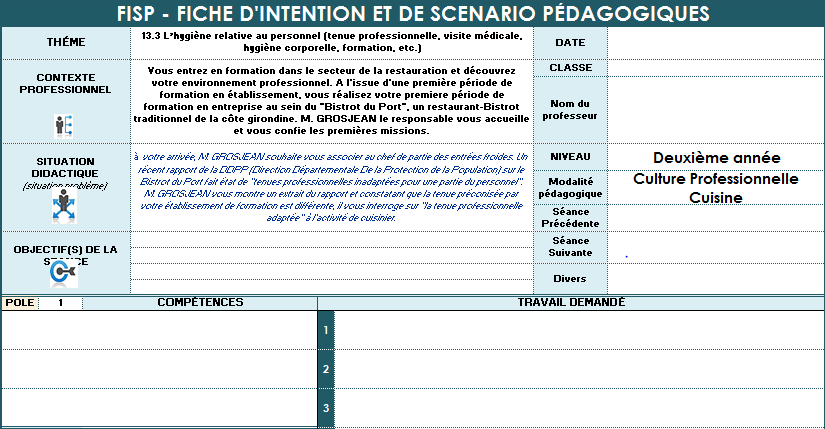 FISP - FICHE D'INTENTION ET DE SCENARIO PÉDAGOGIQUES
THÉME
13.3 L'hygiène relative au personnel (tenue professionnelle, visite médicale,
hygiène corporelle, formation, etc.)
DATE
CONTEXTE
PROFESSIONNEL
Vous entrez en formation dans le secteur de la restauration et découvrez
votre environnement professionel. A l'issue d'une première période de
formation en établissement, vous réalisez votre premiere période de
formation en entreprise au sein du "Bistrot du Port", un restaurant-Bistrot
traditionnel de la côte girondine. M. GROSJEAN le responsable vous accueille
et vous confie les premières missions.
CLASSE
Nom du
professeur
SITUATION
DIDACTIQUE
(situation problème)
à votre arrivée, M. GROSJEAN souhaite vous associer au chef de partie des entrées froides. Un
récent rapport de la DDPP (Direction Départementale De la Protection de la Population) sur le
Bistrot du Port fait état de "tenues professionnelles inadaptées pour une partie du personnel".
M. GROSJEAN vous montre un extrait du rapport et constatant que la tenue préconisée par
votre établissement de formation est différente, il vous interroge sur "la tenue professionnelle
adaptée" à l'activité de cuisinier.
NIVEAU
Deuxième année
Modalité
pédagogique
Culture Professionnelle
Cuisine
Séance
Précédente
OBJECTIF(S) DE LA
SEANCE
Séance
Suivante
.
Divers
POLE 1 COMPÉTENCES TRAVAIL DEMANDÉ
1
2
3